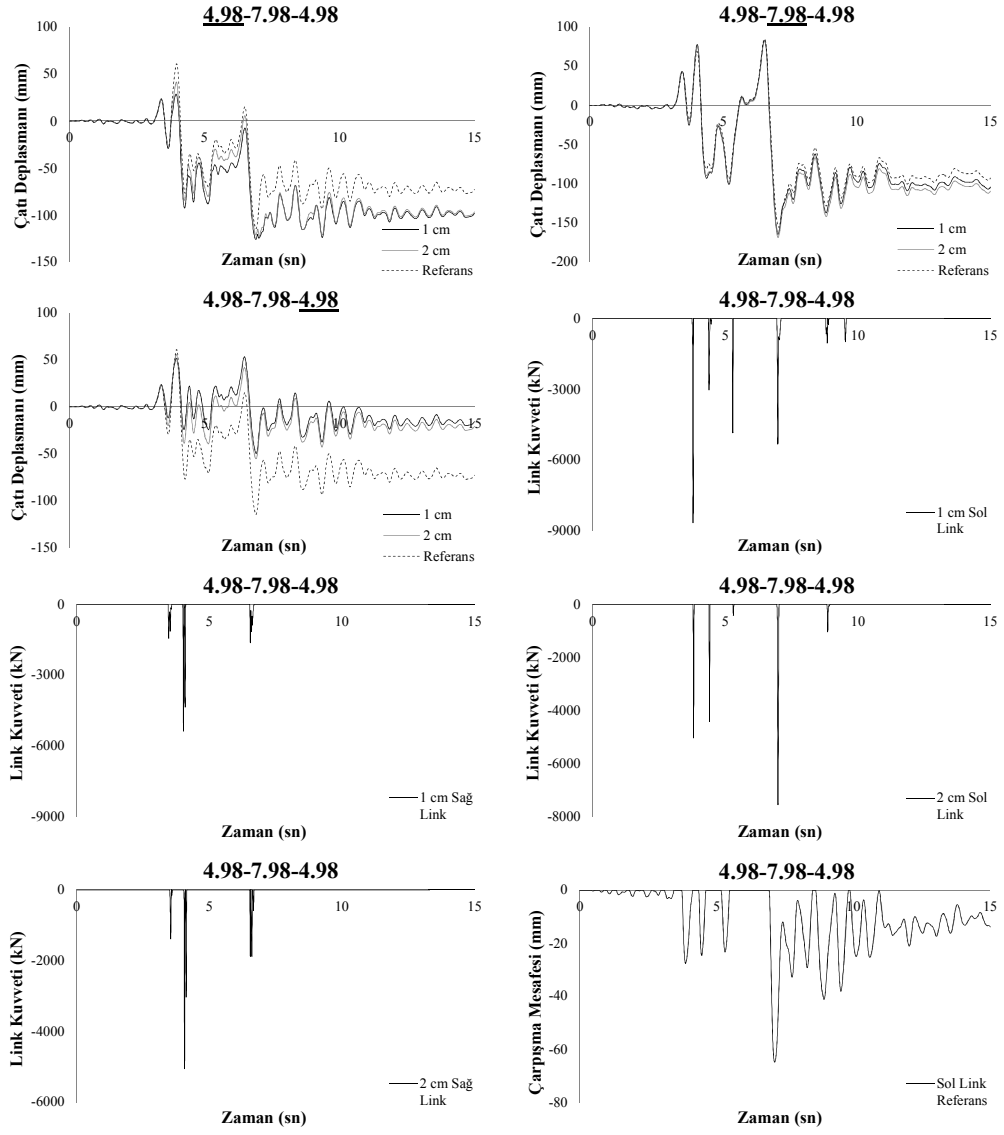 4.98-7.98-4.98
100
50
0
-50
-100
-150
0
5
10
15
Çatı Deplasmanı (mm)
Zaman (sn)
1 cm
2 cm
Referans
4.98-7.98-4.98
100
50
0
-50
-100
-150
-200
0
5
10
15
Çatı Deplasmanı (mm)
Zaman (sn)
1 cm
2 cm
Referans
4.98-7.98-4.98
100
50
0
-50
-100
-150
0
5
10
15
Çatı Deplasmanı (mm)
Zaman (sn)
1 cm
2 cm
Referans
4.98-7.98-4.98
0
-3000
-6000
-9000
0
5
10
15
Link Kuvveti (kN)
Zaman (sn)
1 cm Sol
Link
4.98-7.98-4.98
0
-3000
-6000
-9000
0
5
10
15
Link Kuvveti (kN)
Zaman (sn)
1 cm Sağ
Link
4.98-7.98-4.98
0
-2000
-4000
-6000
-8000
0
5
10
15
Link Kuvveti (kN)
Zaman (sn)
2 cm Sol
Link
4.98-7.98-4.98
0
-2000
-4000
-6000
0
5
10
15
Link Kuvveti (kN)
Zaman (sn)
2 cm Sağ
Link
4.98-7.98-4.98
0
-20
-40
-60
-80
0
5
10
15
Çarpışma Mesafesi (mm)
Zaman (sn)
Sol Link
Referans